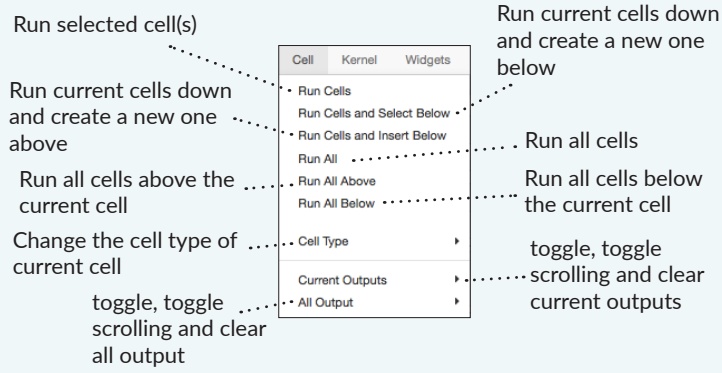 Run selected cell(s)
Run current cells down
and create a new one
above
Run all cells above the
current cell
Change the cell type of
current cell
toggle, toggle
scrolling and clear
all output
Cell Kernel Widgets
Run Cells
Run Cells and Select Below
Run Cells and Insert Below
Run All
Run All Above
Run All Below
Cell Type
Current Outputs
All Output
Run current cells down
and create a new one
below
Run all cells
Run all cells below
the current cell
toggle, toggle
scrolling and clear
current outputs